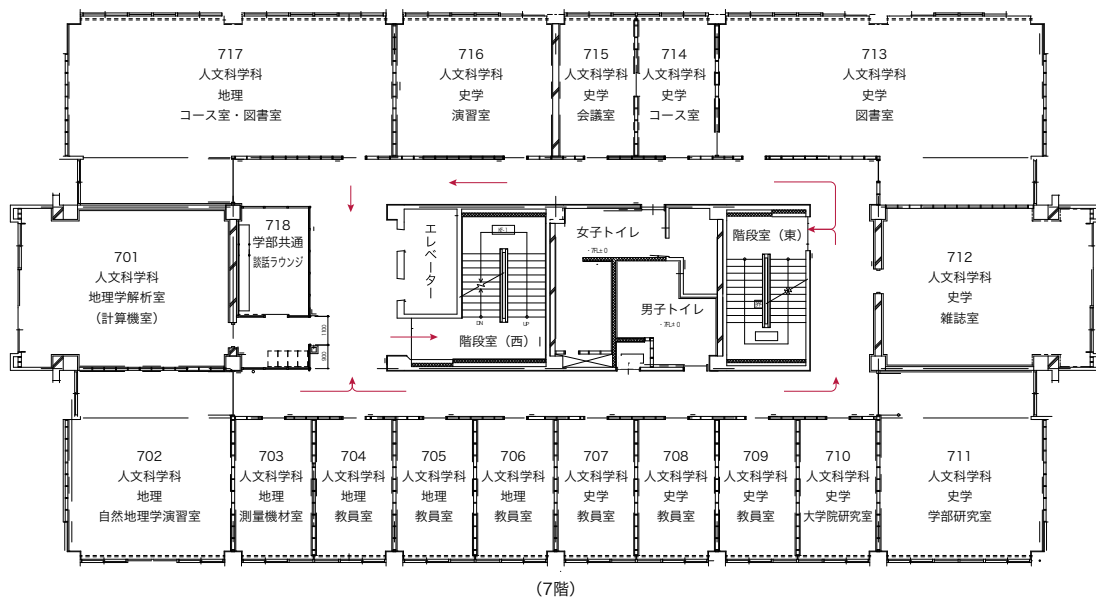 717
人文科学科
地理
コース室・図書室
716
人文科学科
史学
演習室
715
人文科学科
史学
会議室
714
人文科学科
史学
コース室
713
人文科学科
史学
図書室
701
人文科学科
地理学解析室
（計算機室）
718
学部共通
談話ラウンジ
1100
900
エレベーター
DN
UP
階段室（西）
女子トイレ
・7FL±0
男子トイレ
・7FL±0
階段室（東）
712
人文科学科
史学
雑誌室
702
人文科学科
地理
自然地理学演習室
703
人文科学科
地理
測量機材室
704
人文科学科
地理
教員室
705
人文科学科
地理
教員室
706
人文科学科
地理
教員室
707
人文科学科
史学
教員室
708
人文科学科
史学
教員室
709
人文科学科
史学
教員室
710
人文科学科
史学
大学院研究室
711
人文科学科
史学
学部研究室
（7階）